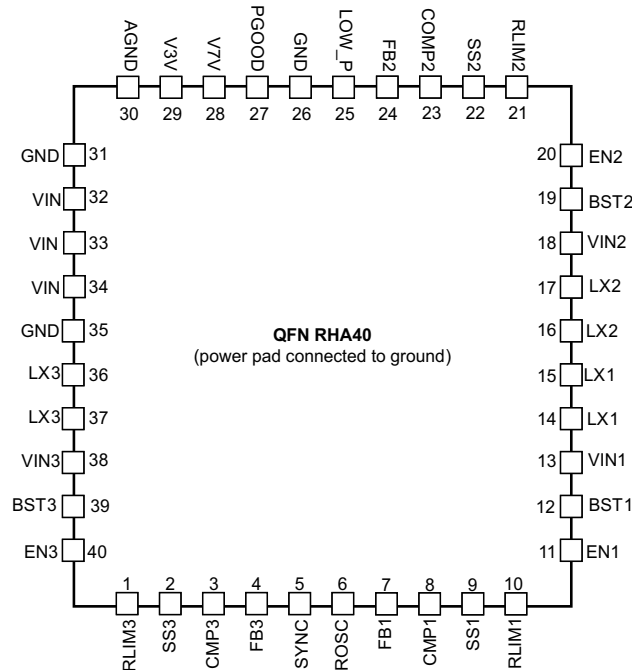 AGND
V3V
V7V
PGOOD
GND
LOW_P
FB2
COMP2
SS2
RLIM2
30
29
28
27
26
25
24
23
22
21
GND 31
VIN 32
VIN 33
VIN 34
GND 35
LX3 36
LX3 37
VIN3 38
BST3 39
EN3 40
QFN RHA40
(power pad connected to ground)
20 EN2
19 BST2
18 VIN2
17 LX2
16 LX2
15 LX1
14 LX1
13 VIN1
12 BST1
11 EN1
1
2
3
4
5
6
7
8
9
10
RLIM3
SS3
CMP3
FB3
SYNC
ROSC
FB1
CMP1
SS1
RLIM1